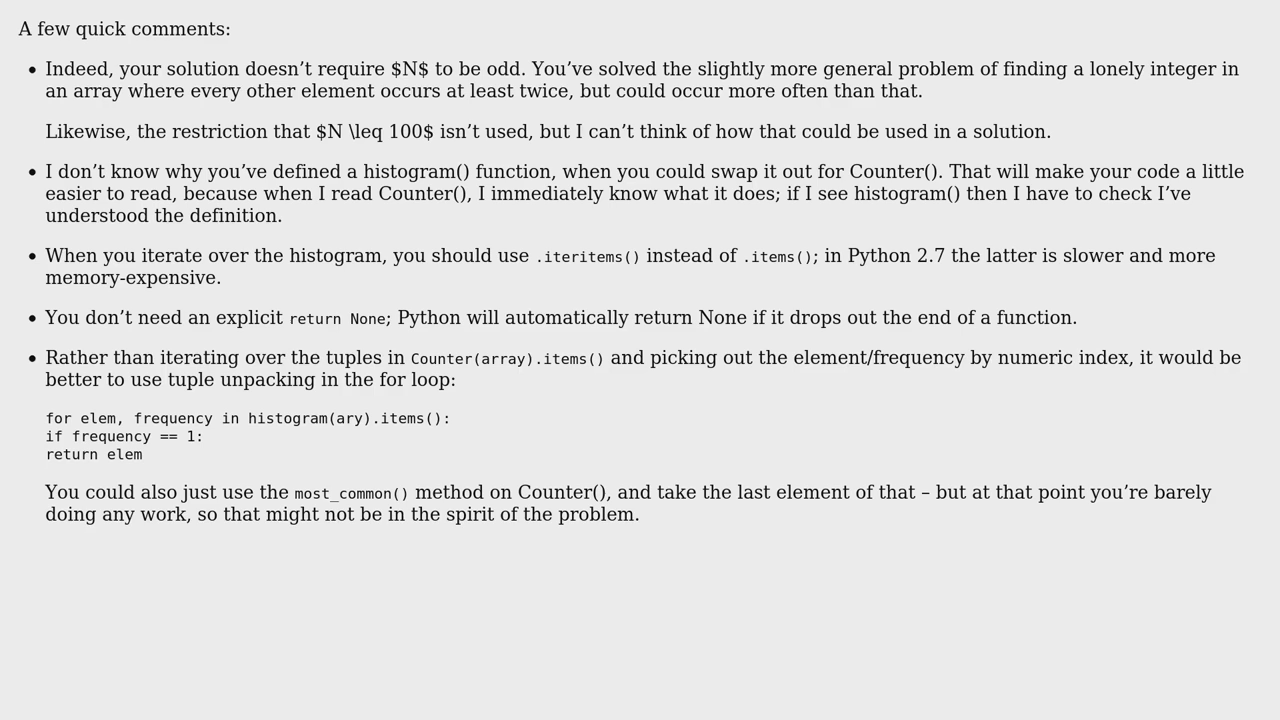 A few quick comments:
• Indeed, your solution doesn’t require $N$ to be odd. You’ve solved the slightly more general problem of finding a lonely integer in
an array where every other element occurs at least twice, but could occur more often than that.
Likewise, the restriction that $N \leq 100$ isn’t used, but I can’t think of how that could be used in a solution.
• I don’t know why you’ve defined a histogram() function, when you could swap it out for Counter(). That will make your code a little
easier to read, because when I read Counter(), I immediately know what it does; if I see histogram() then I have to check I’ve
understood the definition.
• When you iterate over the histogram, you should use .iteritems() instead of .items(); in Python 2.7 the latter is slower and more
memory-expensive.
• You don’t need an explicit return None; Python will automatically return None if it drops out the end of a function.
• Rather than iterating over the tuples in Counter(array).items() and picking out the element/frequency by numeric index, it would be
better to use tuple unpacking in the for loop:
for elem, frequency in histogram(ary).items():
if frequency == 1:
return elem
You could also just use the most_common() method on Counter(), and take the last element of that – but at that point you’re barely
doing any work, so that might not be in the spirit of the problem.